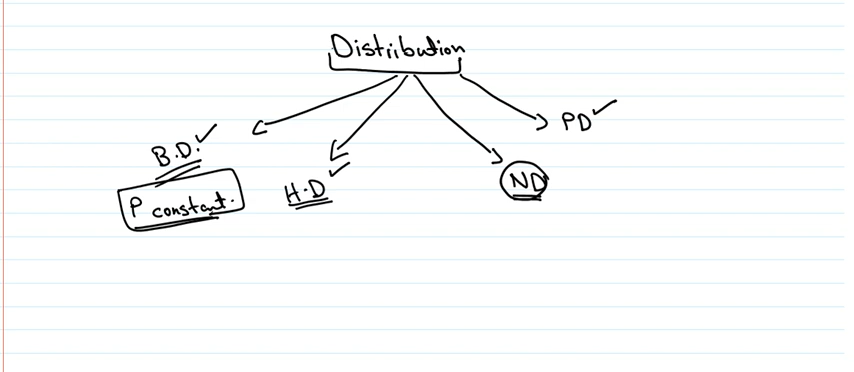 Distribution
B.D.
P constant.
H.D
ND
PD